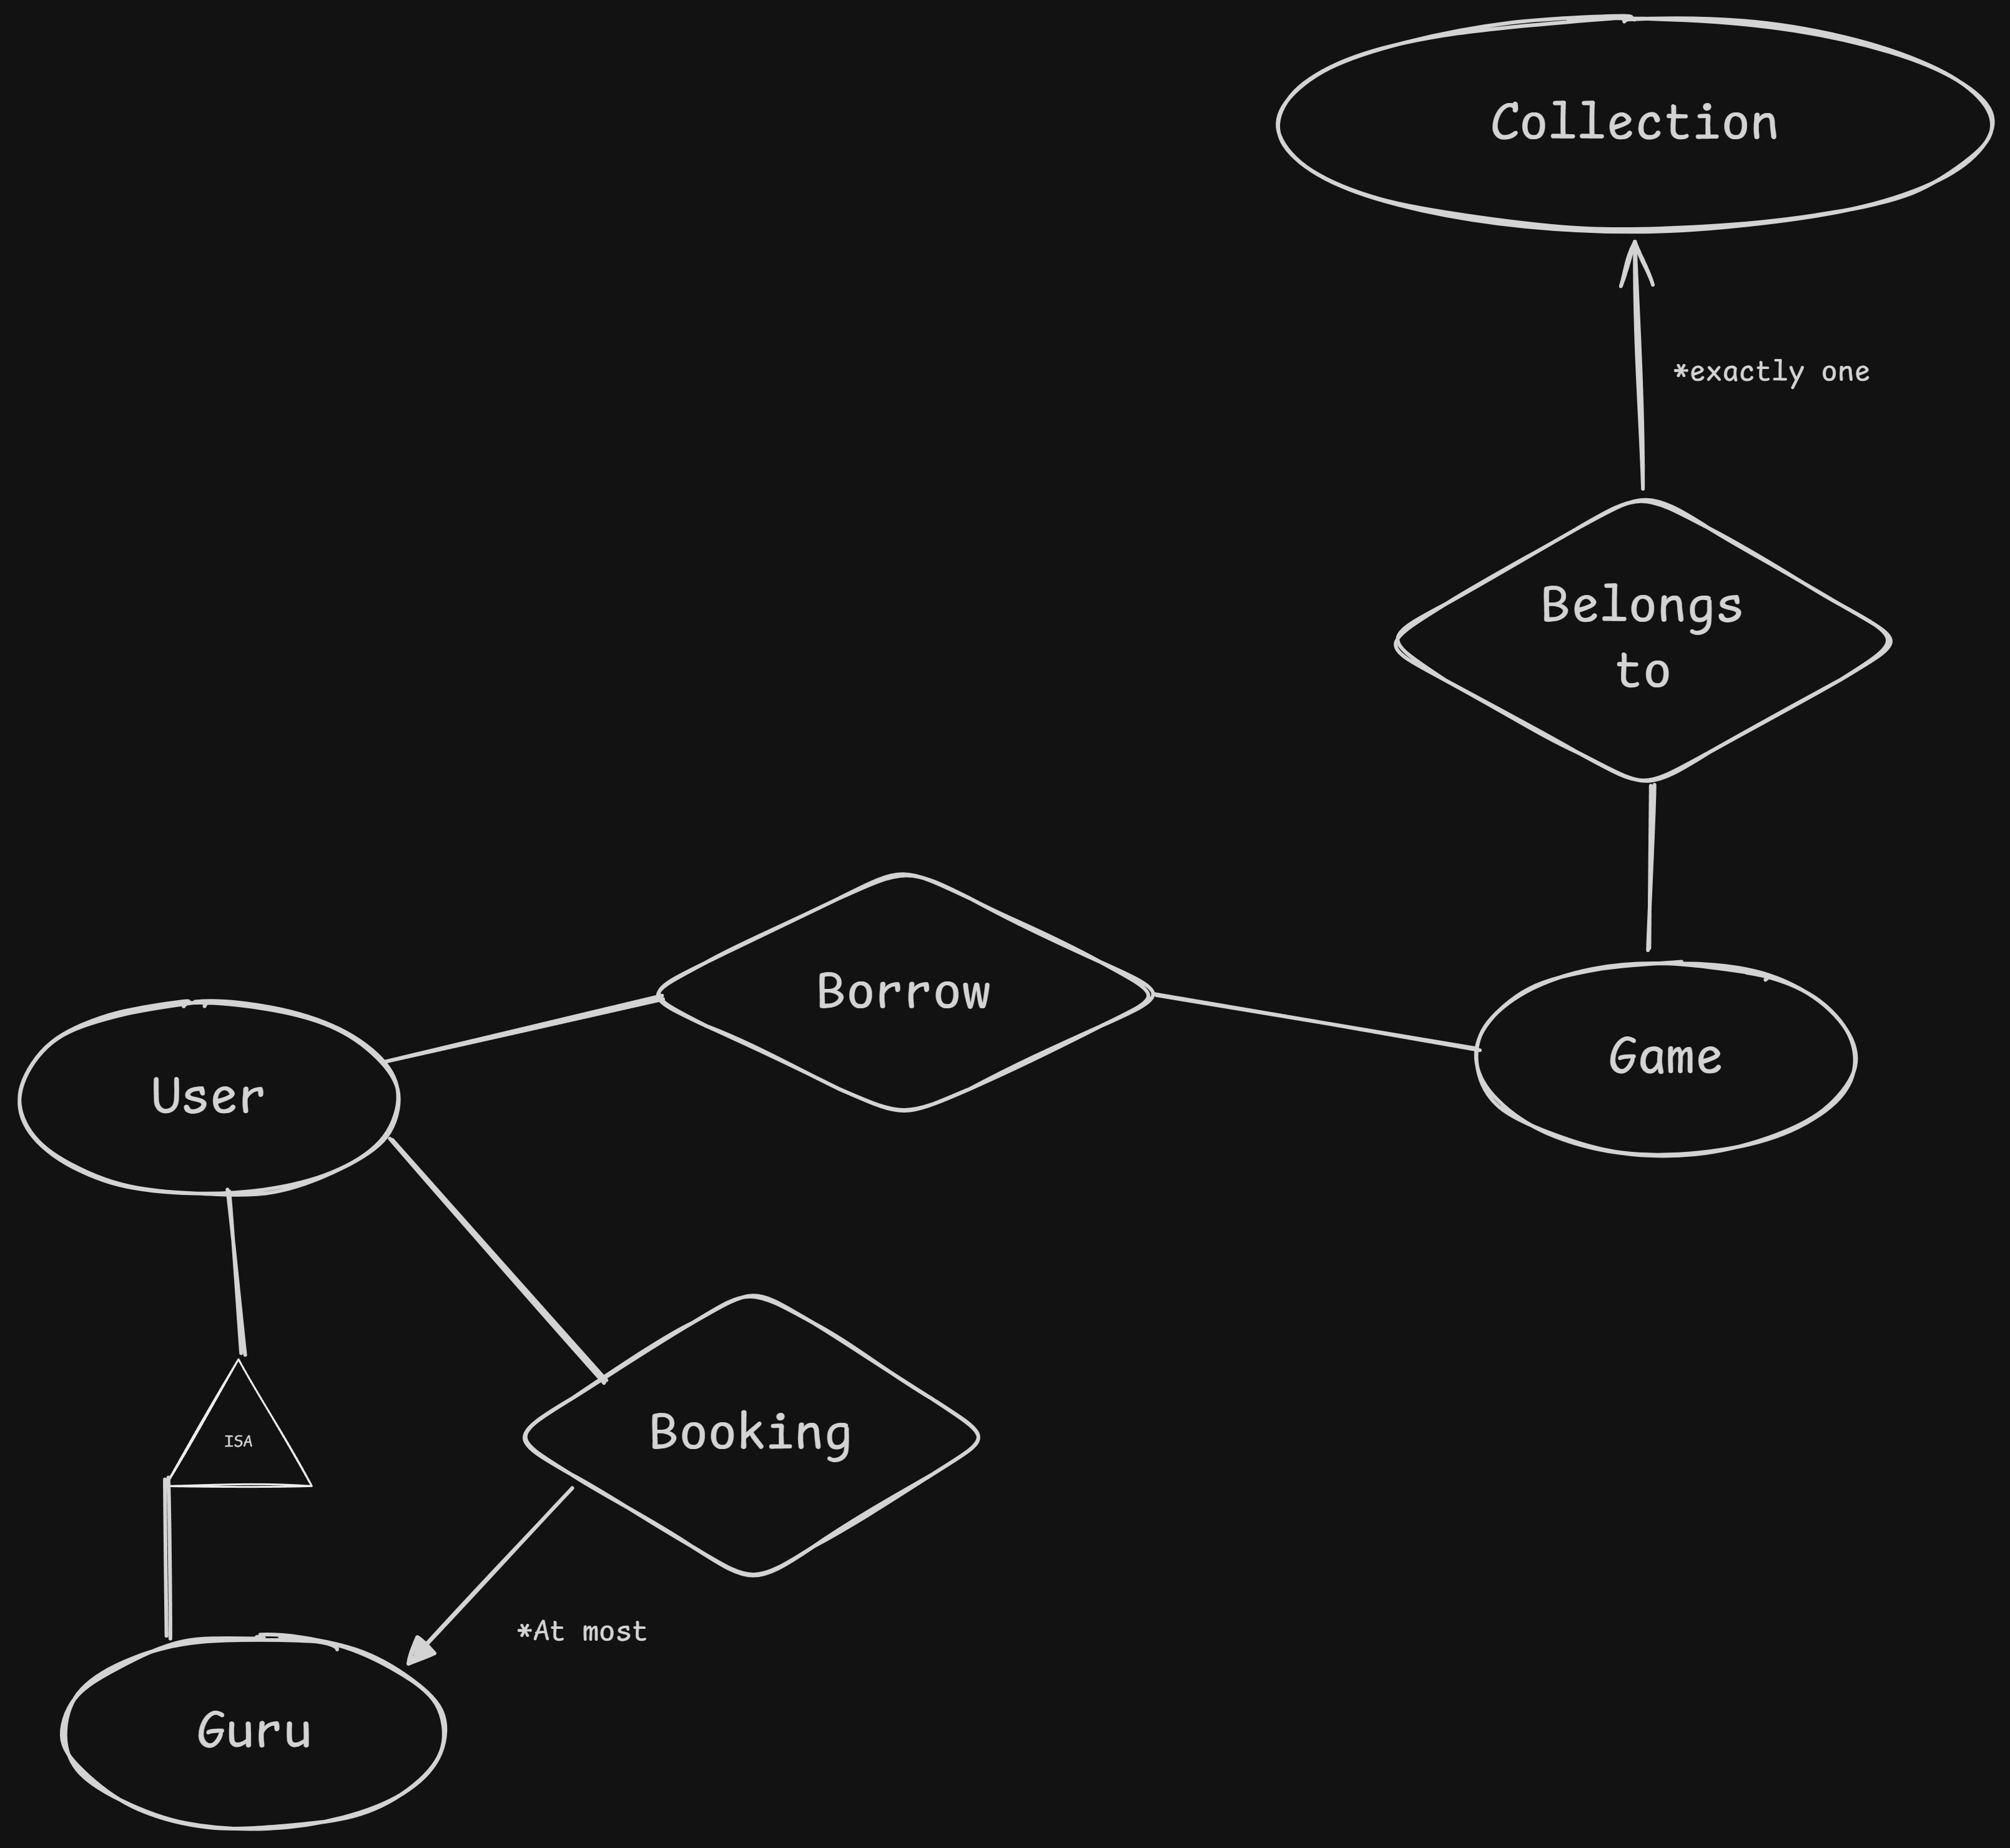 Collection
*exactly one
Belongs
to
Borrow
Game
User
Booking
ISA
*At most
Guru